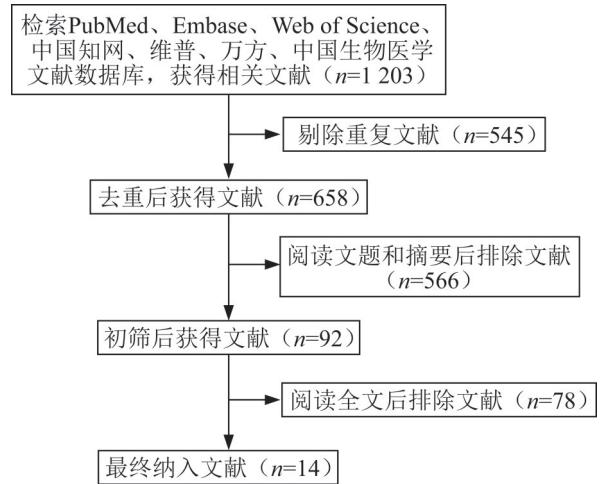 检索PubMed、Embase、Web of Science、
中国知网、维普、万方、中国生物医学
文献数据库，获得相关文献（n=1 203）
剔除重复文献（n=545）
去重后获得文献（n=658）
阅读文题和摘要后排除文献
（n=566）
初筛后获得文献（n=92）
阅读全文后排除文献（n=78）
最终纳入文献（n=14）